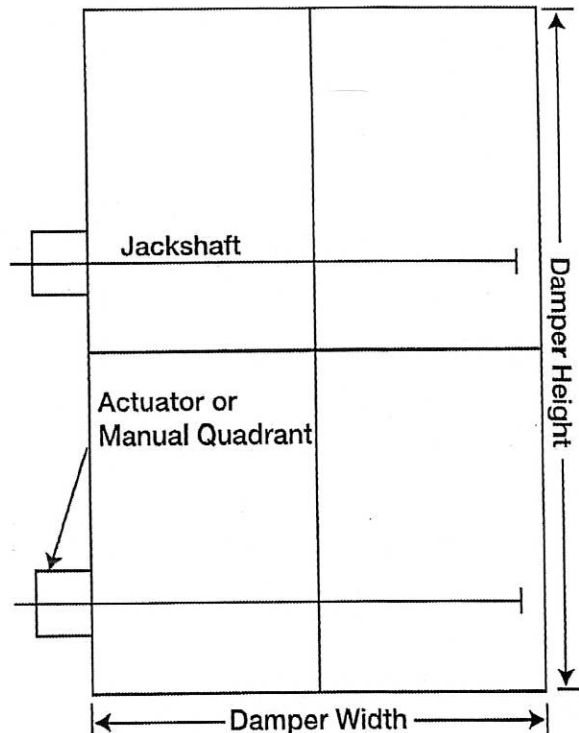 Jackshaft
Damper Height
Actuator or
Manual Quadrant
Damper Width